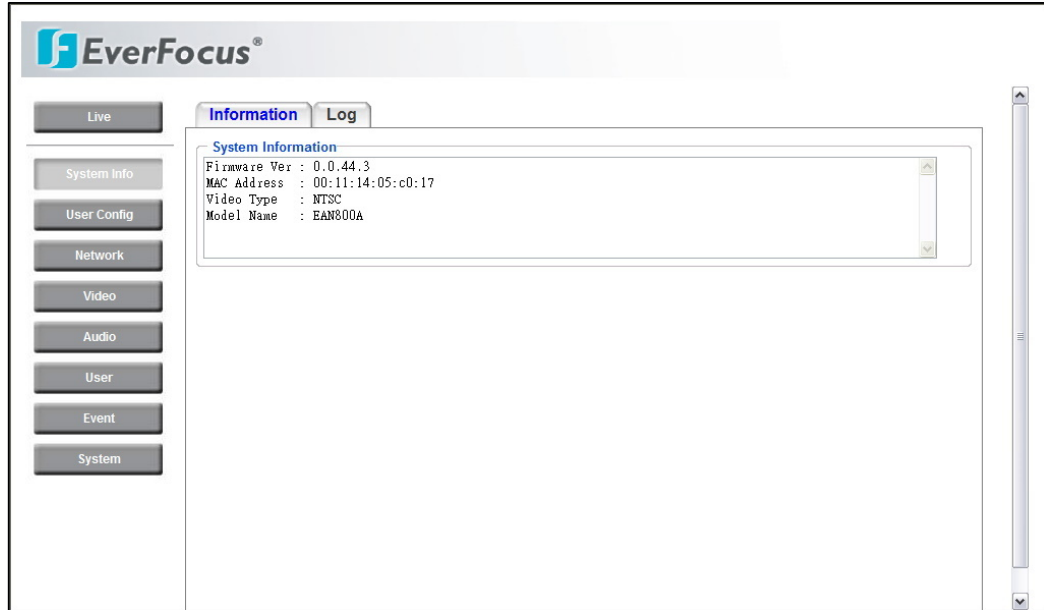 EverFocus®
Live
System Info
User Config
Network
Video
Audio
User
Event
System
Information
Log
System Information
Firmware Ver : 0.0.44.3
MAC Address : 00:11:14:05:c0:17
Video Type : NTSC
Model Name : EAN800A